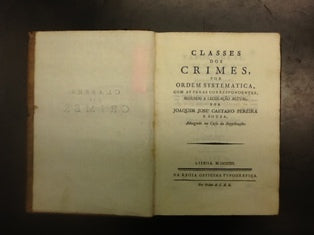 CLASSES
DOS
CRIMES,
POR
ORDEM SYSTEMATICA,
COM AS PENAS CORRESPONDENTES,
SEGUNDO A LEGISLAÇÃO ACTUAL,
POR
JOAQUIM JOSÉ CAETANO PEREIRA
E SOUSA,
Advogado na Casa da Supplicação.
LISBOA.
NA REGIA OFFICINA TYPOGRAFICA.
Por Ordem de S. A. R.